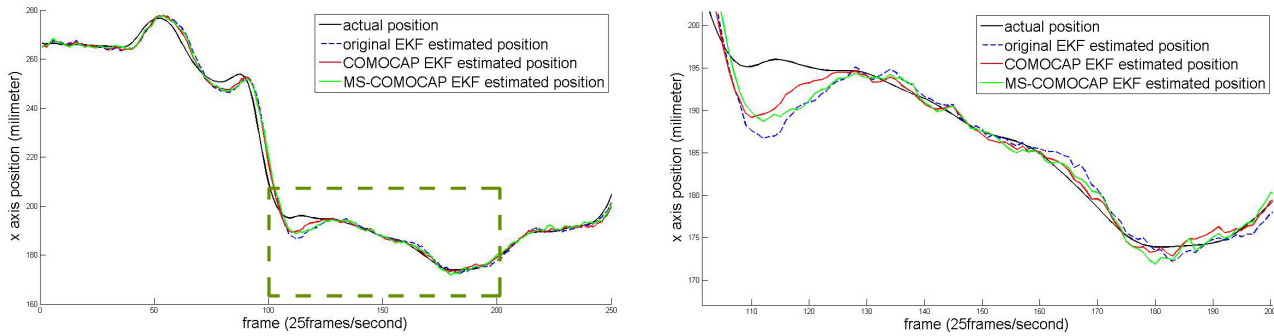 280
260
240
220
200
180
160
x axis position (milimeter)
0
50
100
150
200
250
frame (25frames/second)
actual position
original EKF estimated position
COMOCAP EKF estimated position
MS-COMOCAP EKF estimated position
200
195
190
185
180
175
170
x axis position (milimeter)
110
120
130
140
150
160
170
180
190
200
frame (25frames/second)
actual position
original EKF estimated position
COMOCAP EKF estimated position
MS-COMOCAP EKF estimated position